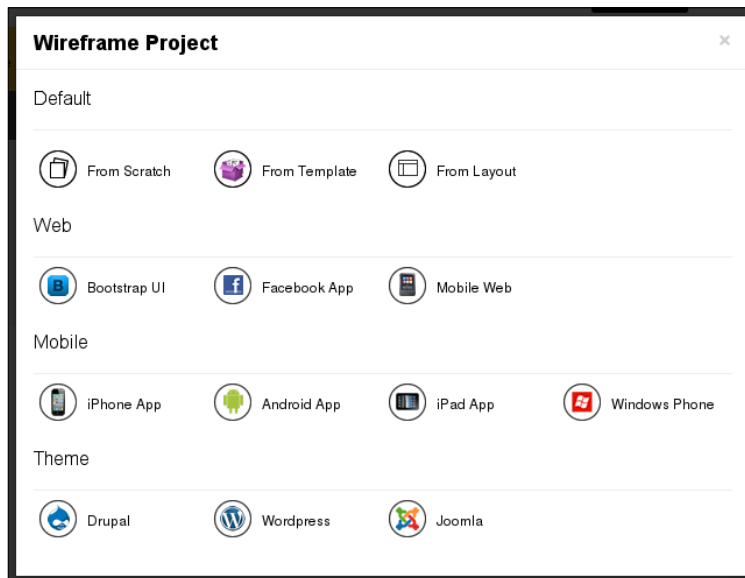 Wireframe Project ×
Default
From Scratch From Template From Layout
Web
Bootstrap UI Facebook App Mobile Web
Mobile
iPhone App Android App iPad App Windows Phone
Theme
Drupal Wordpress Joomla